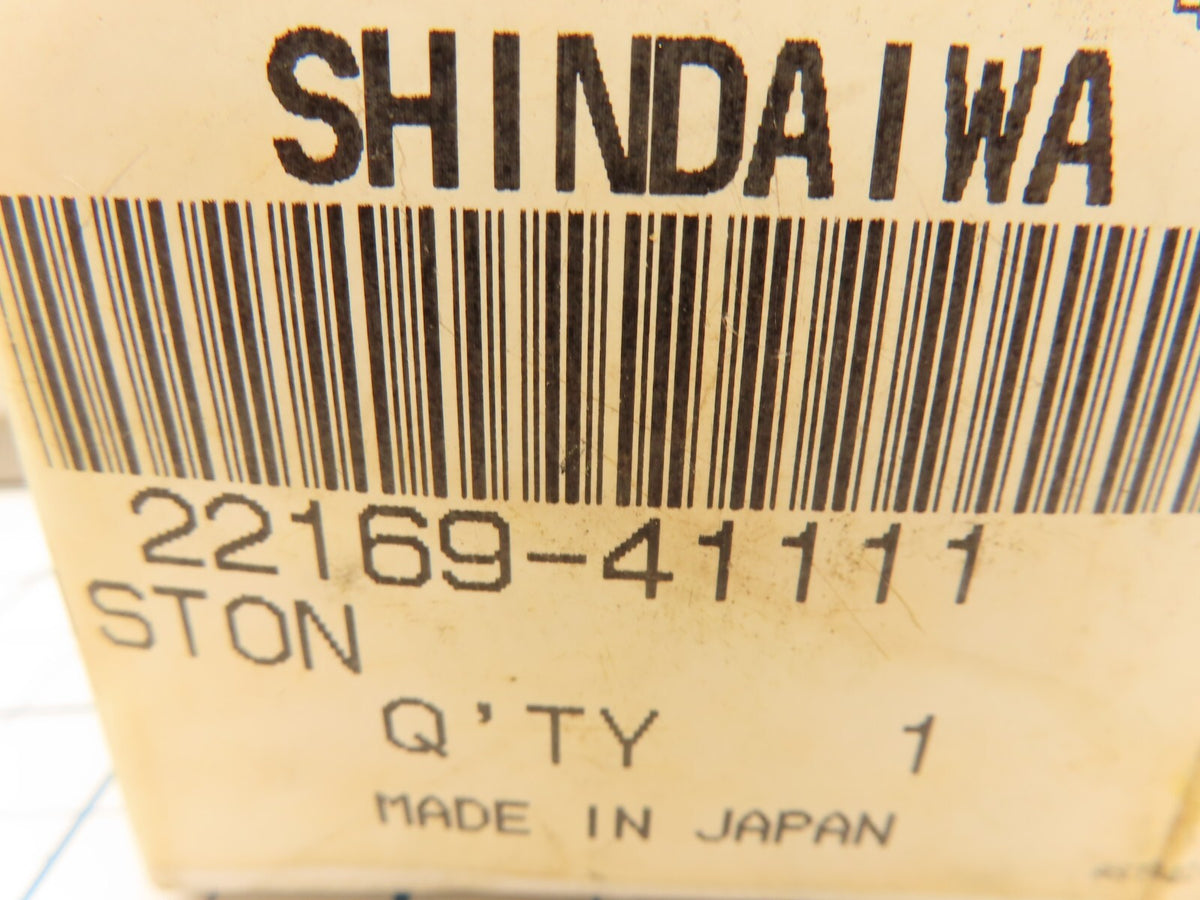 SHINDAIWA
22169-41111
STON
Q'TY 1
MADE IN JAPAN